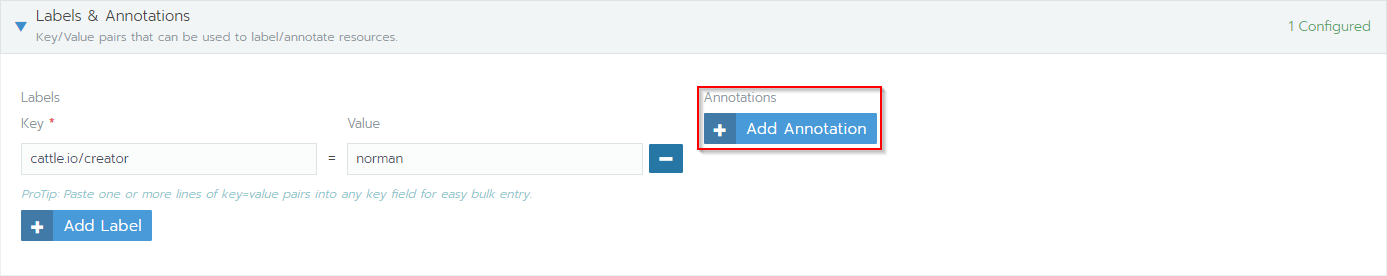 Labels & Annotations
Key/Value pairs that can be used to label/annotate resources.
1 Configured
Labels
Key * Value
cattle.io/creator = norman
ProTip: Paste one or more lines of key=value pairs into any key field for easy bulk entry.
Add Label
Annotations
Add Annotation